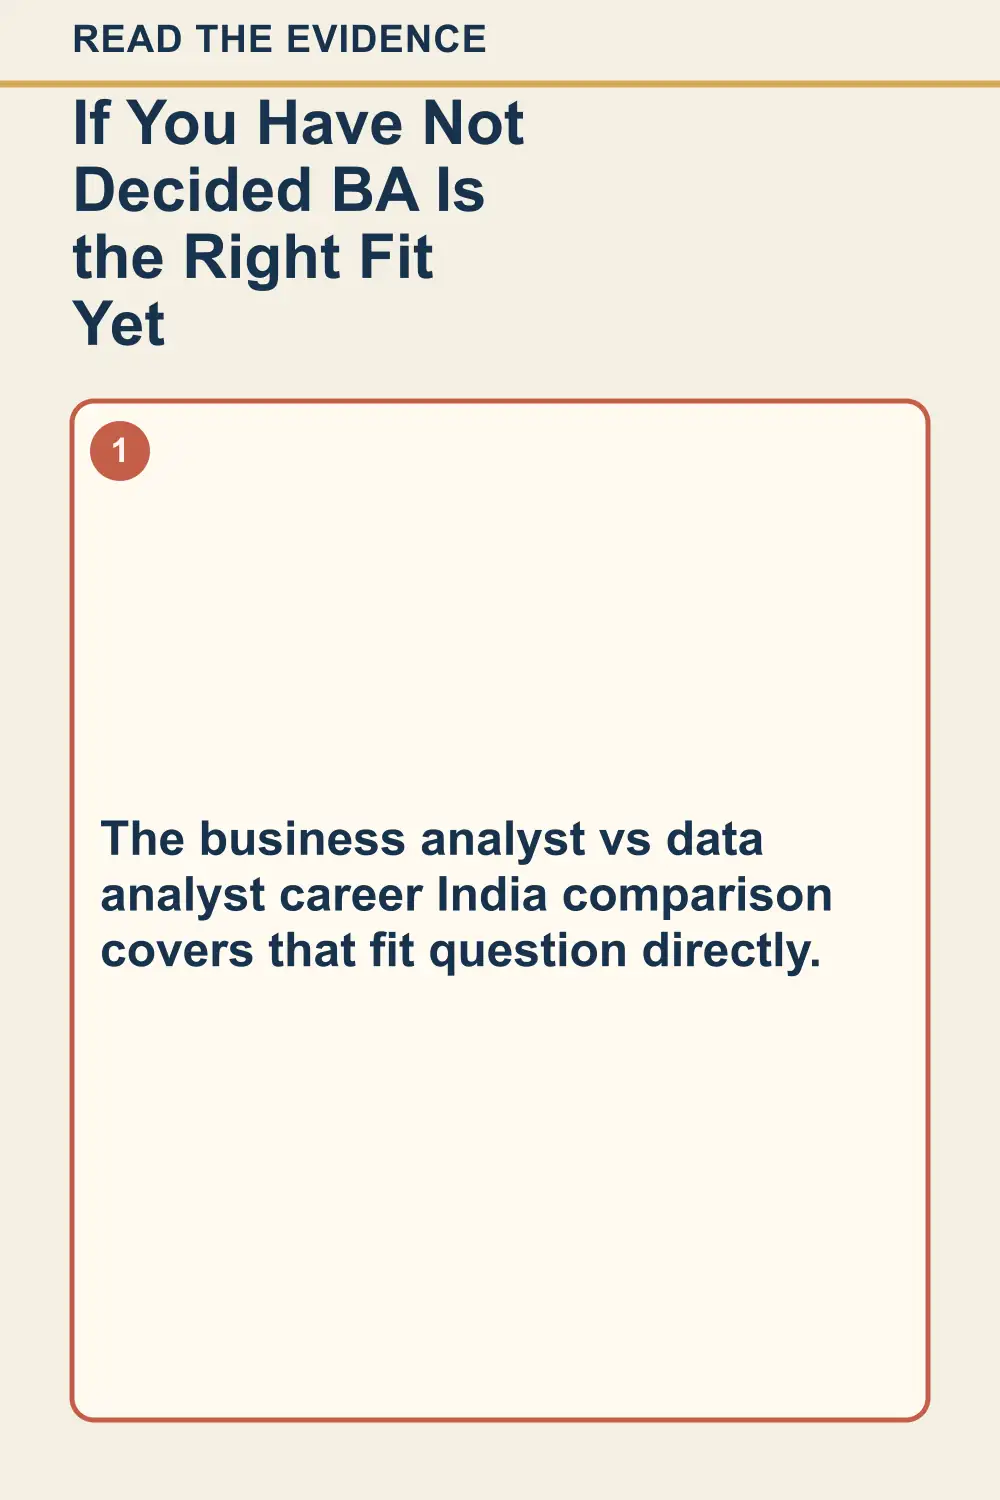 READ THE EVIDENCE
If You Have Not
Decided BA Is
the Right Fit
Yet
1
The business analyst vs data
analyst career India comparison
covers that fit question directly.